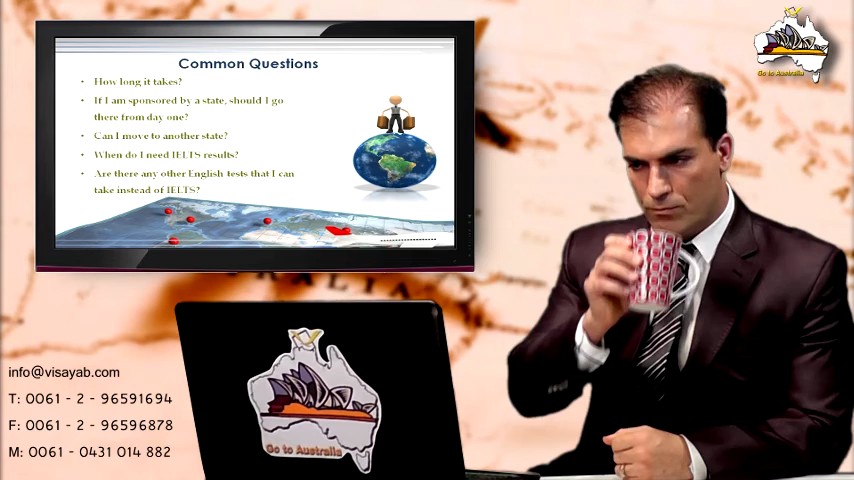 Common Questions
• How long it takes?
• If I am sponsored by a state, should I go
there from day one?
• Can I move to another state?
• When do I need IELTS results?
• Are there any other English tests that I can
take instead of IELTS?
Go to Australia
info@visayab.com
T: 0061 - 2 - 96591694
F: 0061 - 2 - 96596878
M: 0061 - 0431 014 882
Go to Australia